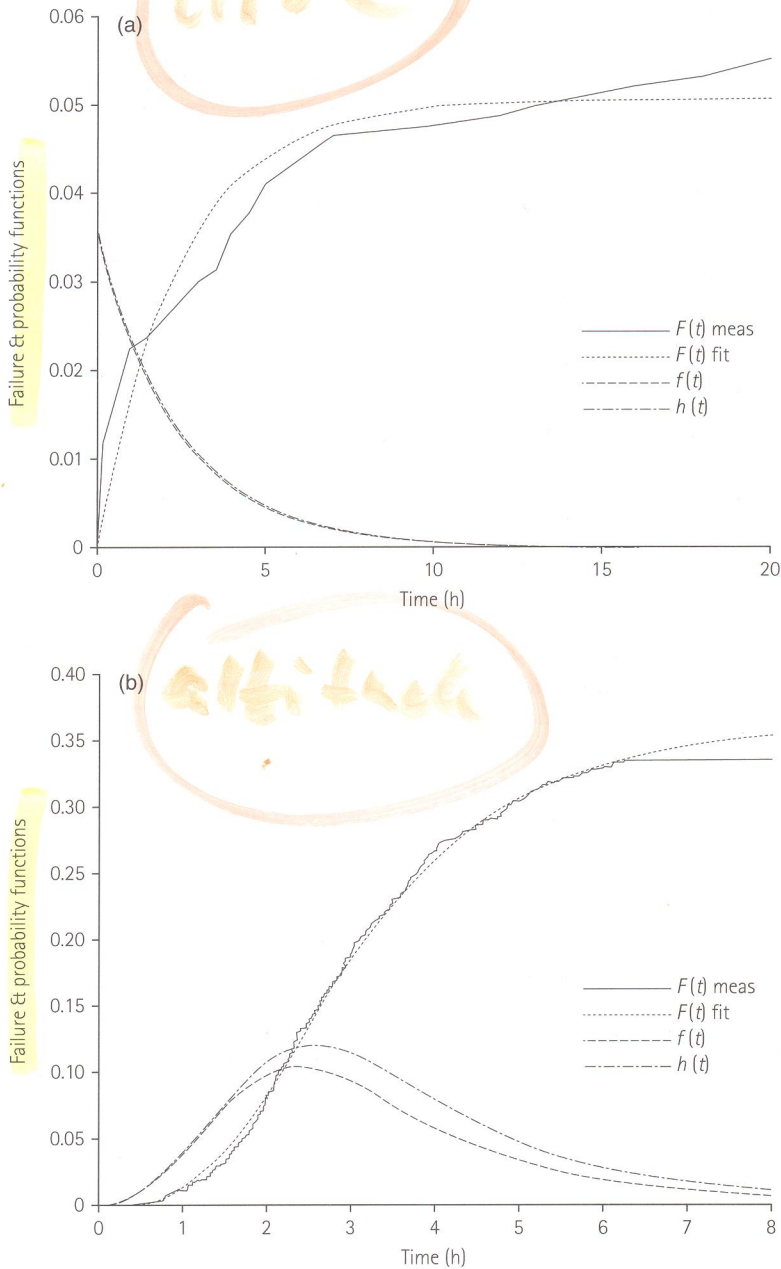 (a)
0.06
0.05
0.04
0.03
0.02
0.01
0
Failure & probability functions
F(t) meas
F(t) fit
f(t)
h(t)
0 5 10 15 20
Time (h)
(b)
altitude
0.40
0.35
0.30
0.25
0.20
0.15
0.10
0.05
0
Failure & probability functions
F(t) meas
F(t) fit
f(t)
h(t)
0 1 2 3 4 5 6 7 8
Time (h)